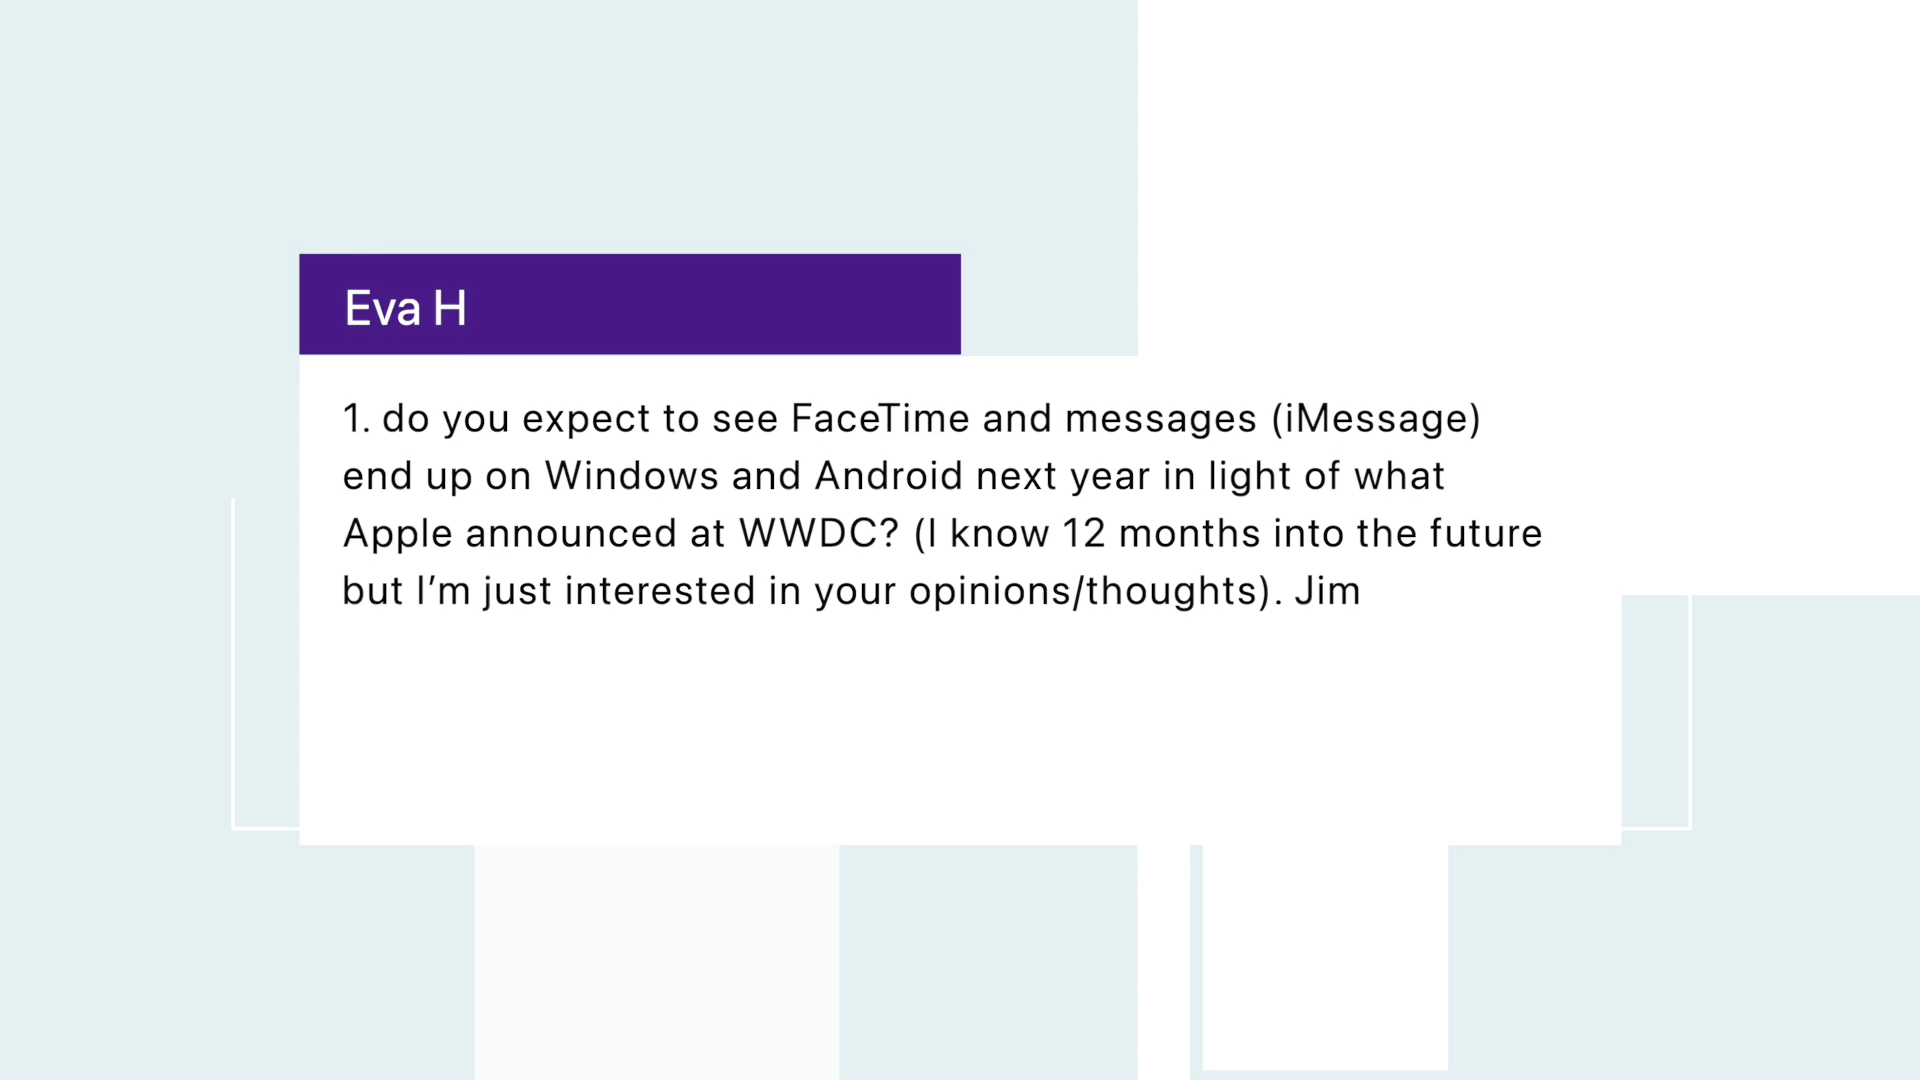 Eva H
1. do you expect to see FaceTime and messages (iMessage)
end up on Windows and Android next year in light of what
Apple announced at WWDC? (I know 12 months into the future
but I’m just interested in your opinions/thoughts). Jim